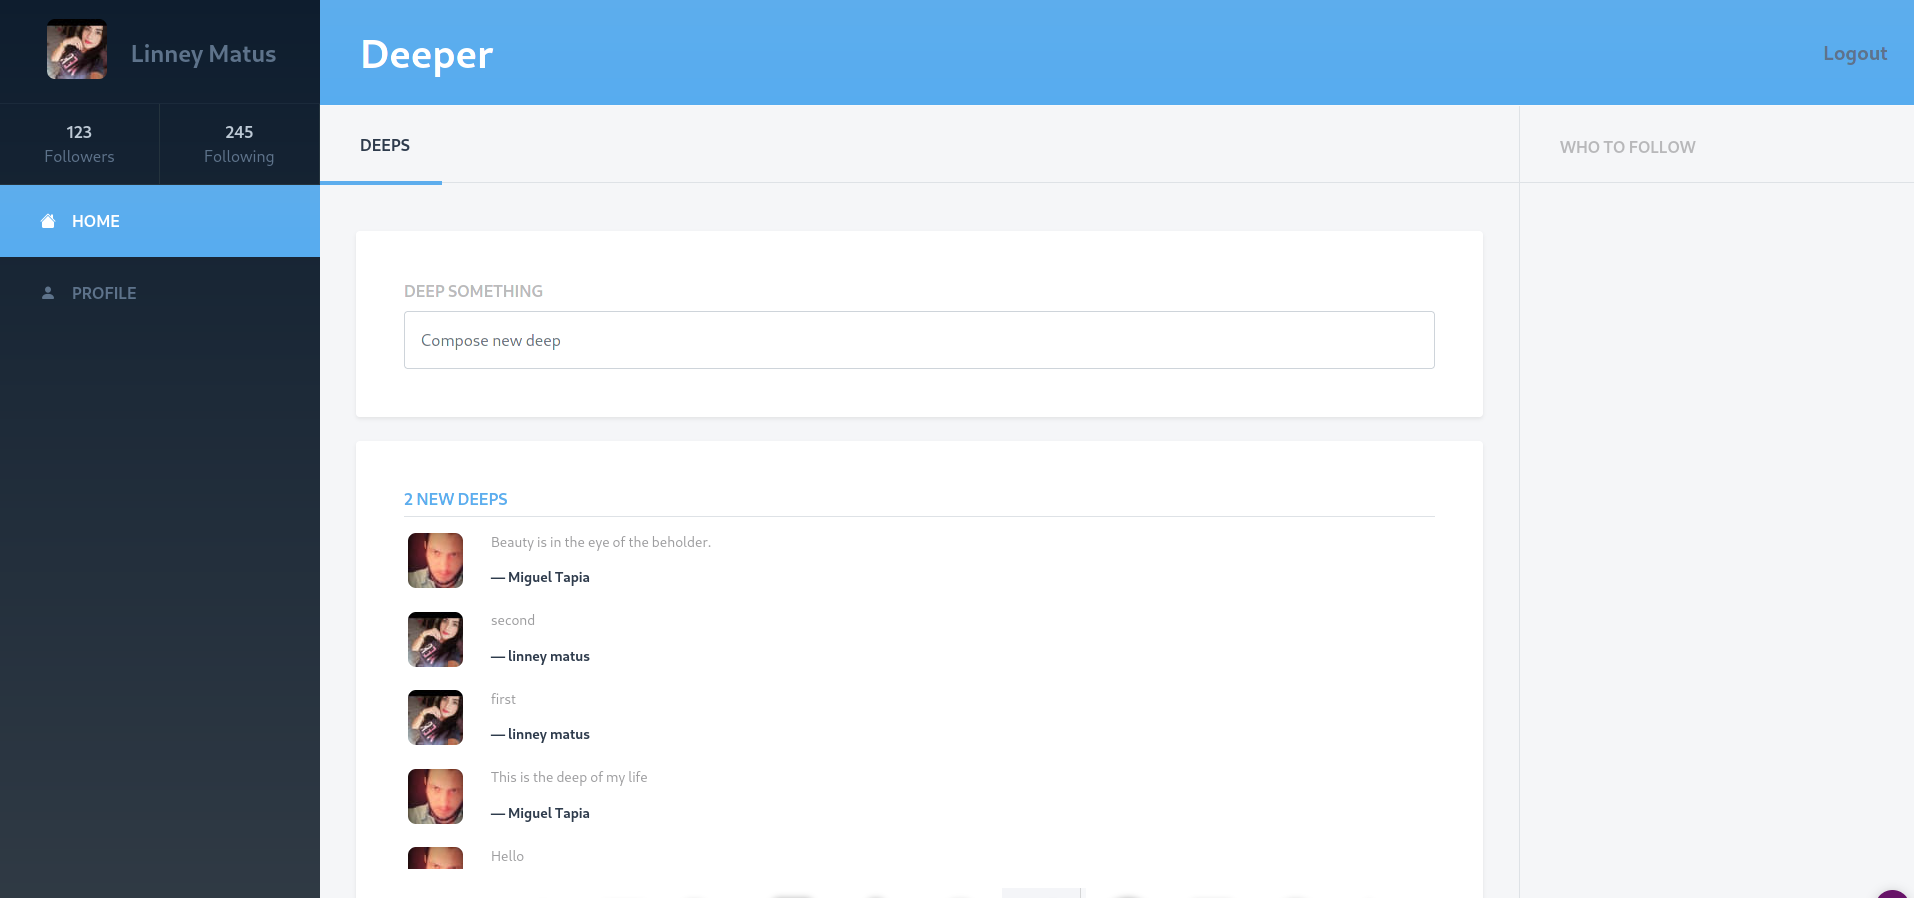 Linney Matus
123
Followers
245
Following
HOME
PROFILE
Deeper
Logout
DEEPS
WHO TO FOLLOW
DEEP SOMETHING
Compose new deep
2 NEW DEEPS
Beauty is in the eye of the beholder.
— Miguel Tapia
second
— linney matus
first
— linney matus
This is the deep of my life
— Miguel Tapia
Hello